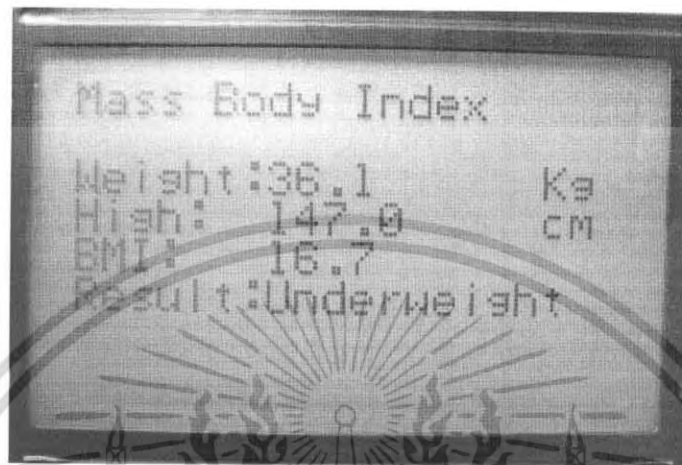 Mass Body Index
Weight:36.1 Kg
High: 147.0 cm
BMI: 16.7
Result:Underweight